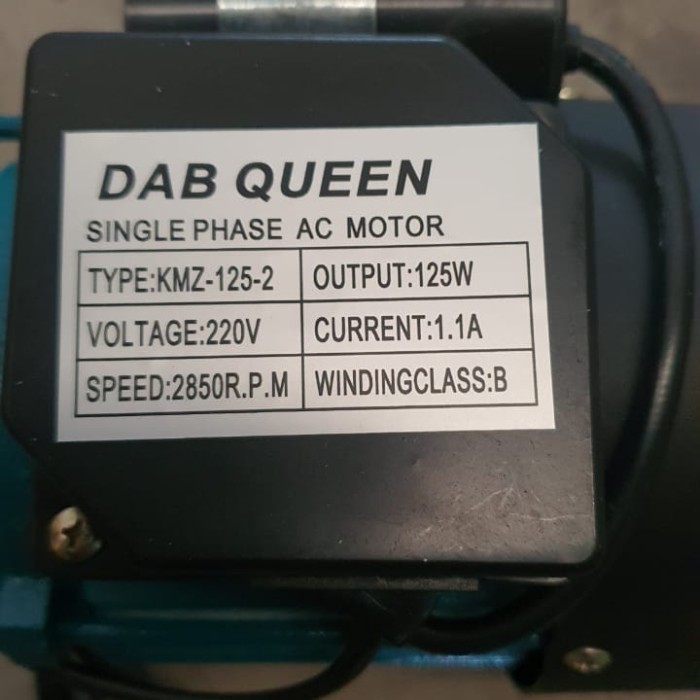 DAB QUEEN
SINGLE PHASE AC MOTOR
TYPE:KMZ-125-2 OUTPUT:125W
VOLTAGE:220V CURRENT:1.1A
SPEED:2850R.P.M WINDINGCLASS:B